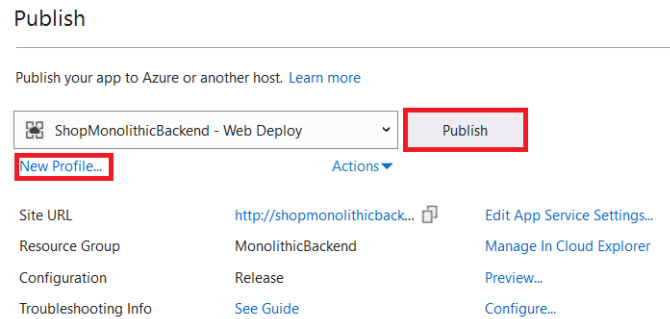 Publish
Publish your app to Azure or another host. Learn more
ShopMonolithicBackend - Web Deploy Publish
New Profile... Actions
Site URL http://shopmonolithicback... Edit App Service Settings...
Resource Group MonolithicBackend Manage In Cloud Explorer
Configuration Release Preview...
Troubleshooting Info See Guide Configure...